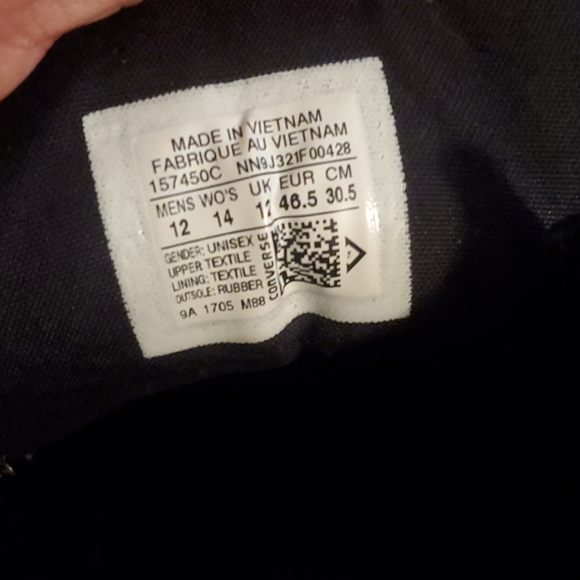 MADE IN VIETNAM
FABRIQUE AU VIETNAM
157450C NN9J321F00428
MENS WO'S UK EUR CM
12 14 46.5 30.5
GENDER: UNISEX
UPPER TEXTILE
LINING: TEXTILE
OUTSOLE: RUBBER
9A 1705 M88
CONVERSE